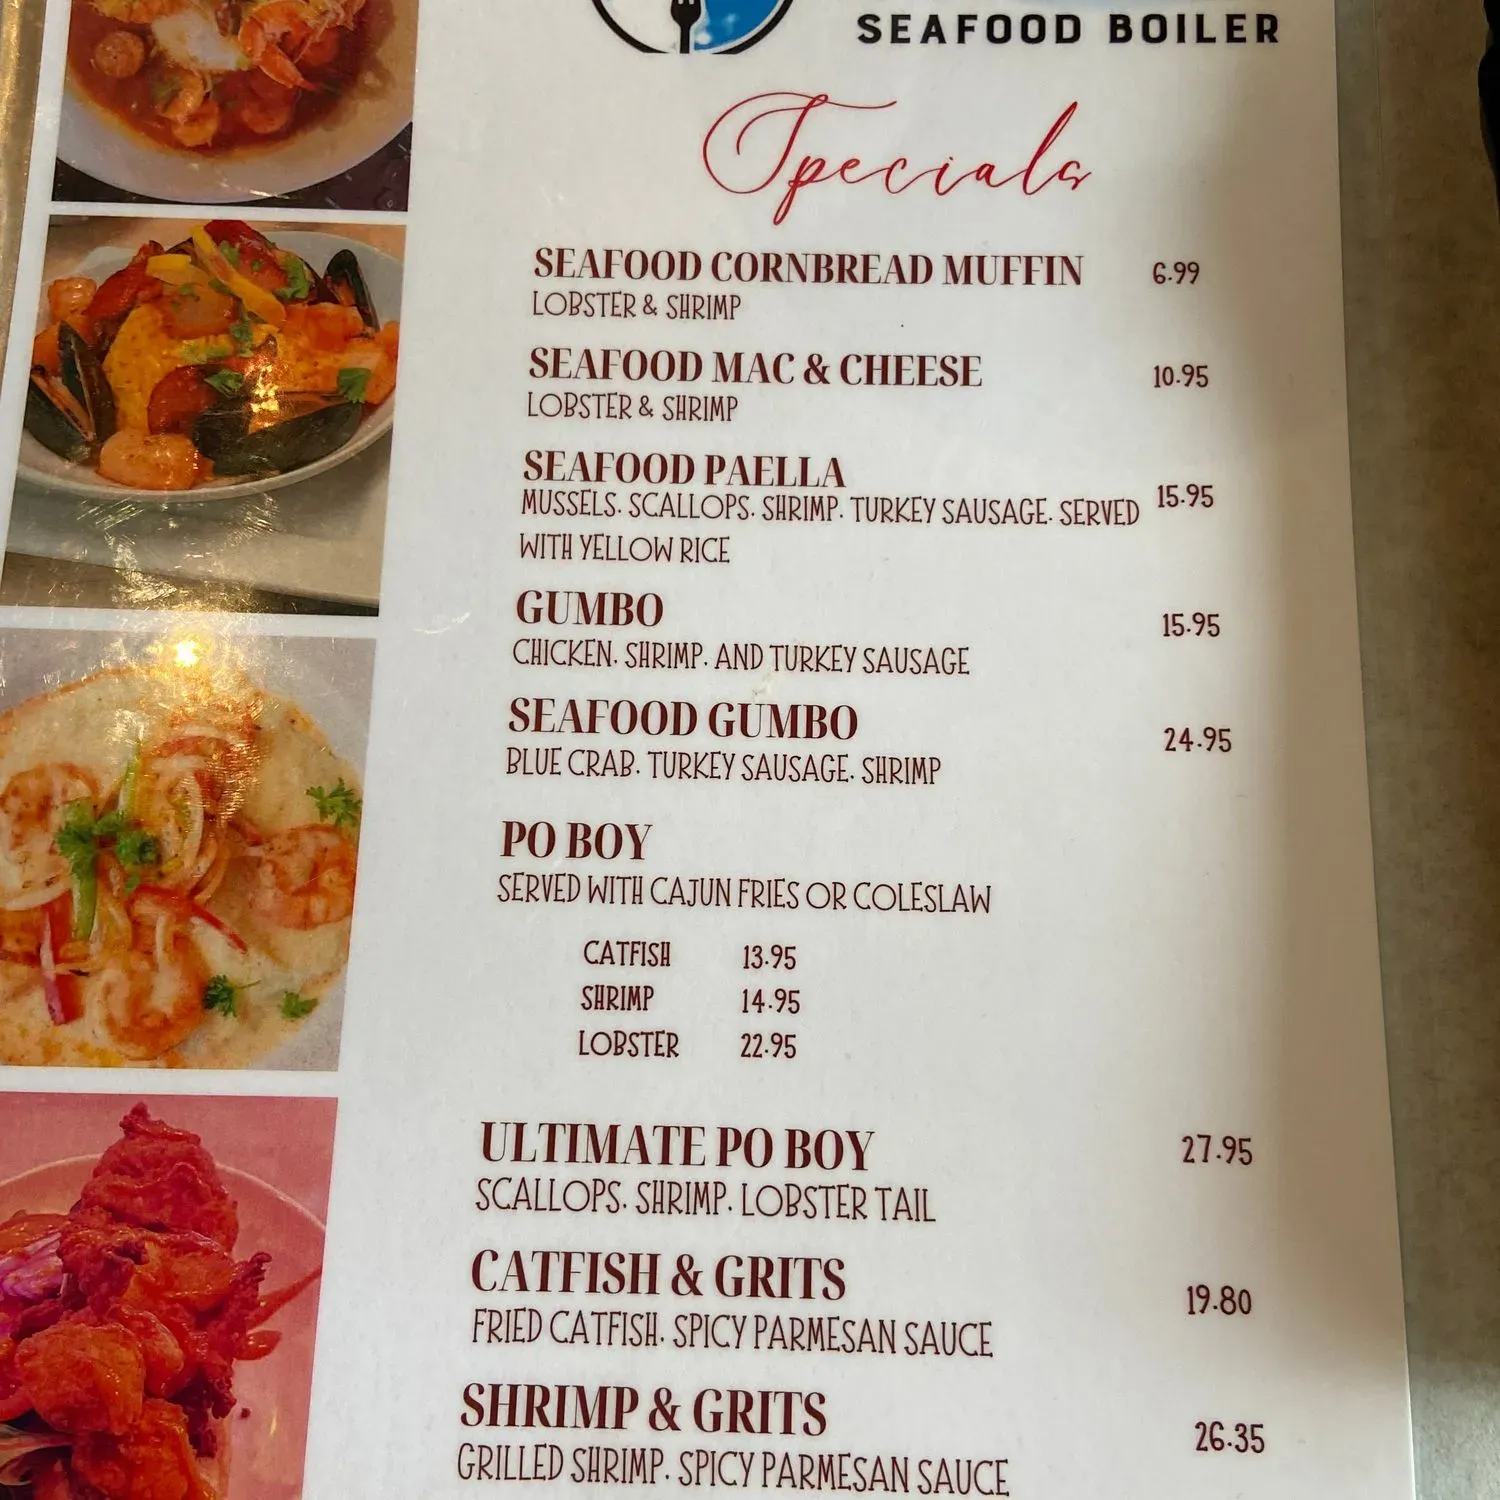 SEAFOOD BOILER
Specials
SEAFOOD CORNBREAD MUFFIN 6.99
LOBSTER & SHRIMP
SEAFOOD MAC & CHEESE 10.95
LOBSTER & SHRIMP
SEAFOOD PAELLA 15.95
MUSSELS. SCALLOPS. SHRIMP. TURKEY SAUSAGE. SERVED
WITH YELLOW RICE
GUMBO 15.95
CHICKEN. SHRIMP. AND TURKEY SAUSAGE
SEAFOOD GUMBO 24.95
BLUE CRAB. TURKEY SAUSAGE. SHRIMP
PO BOY
SERVED WITH CAJUN FRIES OR COLESLAW
CATFISH 13.95
SHRIMP 14.95
LOBSTER 22.95
ULTIMATE PO BOY 27.95
SCALLOPS. SHRIMP. LOBSTER TAIL
CATFISH & GRITS 19.80
FRIED CATFISH. SPICY PARMESAN SAUCE
SHRIMP & GRITS 26.35
GRILLED SHRIMP. SPICY PARMESAN SAUCE